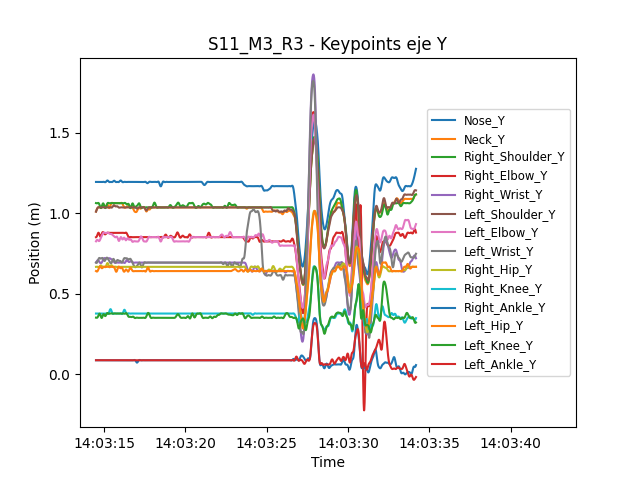 S11_M3_R3 - Keypoints eje Y
Position (m)
1.5
1.0
0.5
0.0
Nose_Y
Neck_Y
Right_Shoulder_Y
Right_Elbow_Y
Right_Wrist_Y
Left_Shoulder_Y
Left_Elbow_Y
Left_Wrist_Y
Right_Hip_Y
Right_Knee_Y
Right_Ankle_Y
Left_Hip_Y
Left_Knee_Y
Left_Ankle_Y
14:03:15 14:03:20 14:03:25 14:03:30 14:03:35 14:03:40
Time